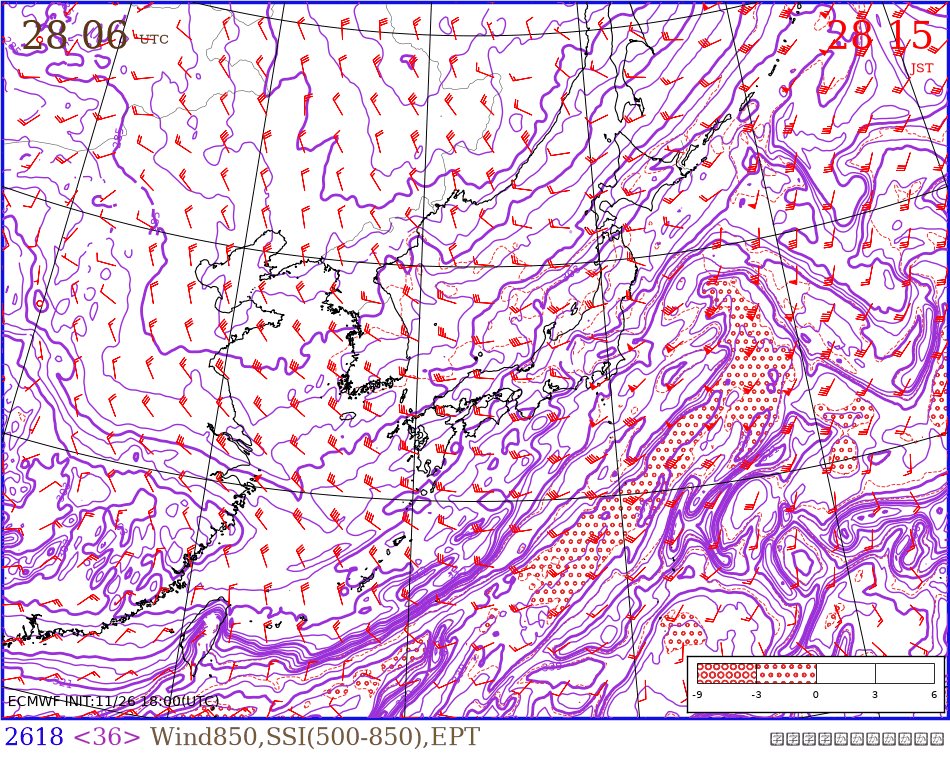 28 06 UTC
28 15
JST
ECMWF INIT:11/26 18:00(UTC)
-9 -3 0 3 6
2618 <36> Wind850,SSI(500-850),EPT